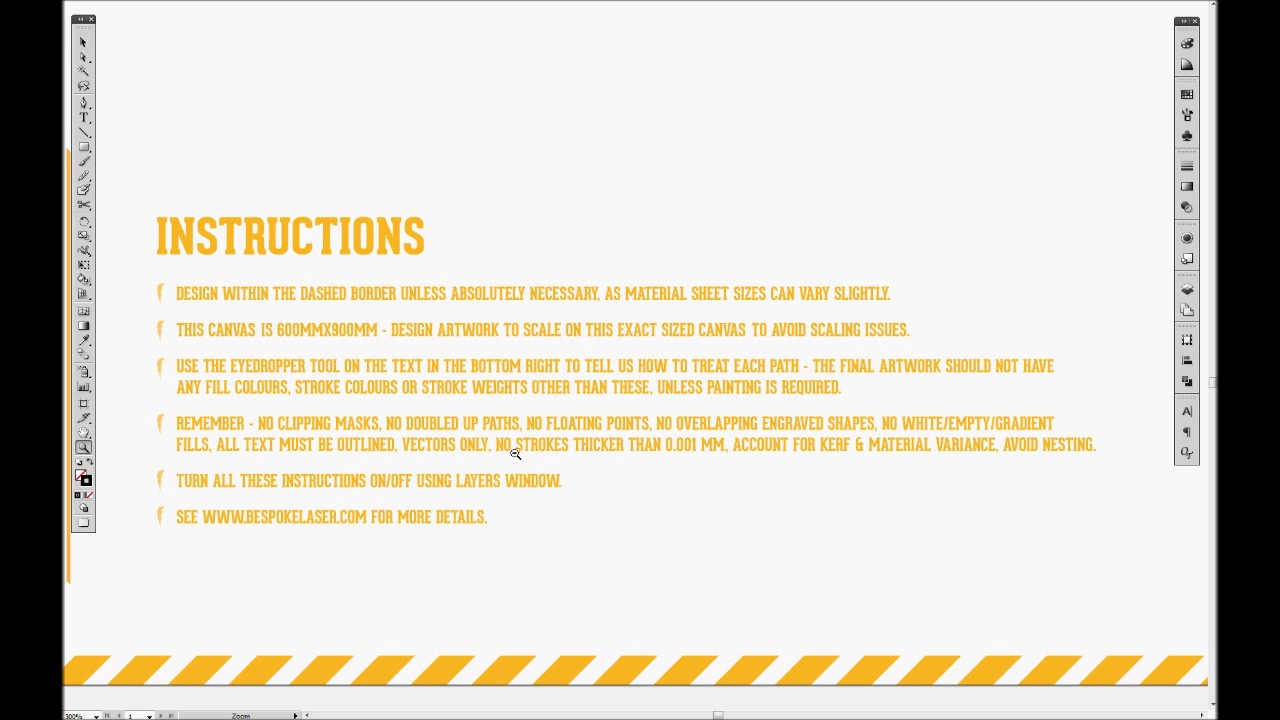 INSTRUCTIONS
DESIGN WITHIN THE DASHED BORDER UNLESS ABSOLUTELY NECESSARY, AS MATERIAL SHEET SIZES CAN VARY SLIGHTLY.
THIS CANVAS IS 600MMX900MM - DESIGN ARTWORK TO SCALE ON THIS EXACT SIZED CANVAS TO AVOID SCALING ISSUES.
USE THE EYEDROPPER TOOL ON THE TEXT IN THE BOTTOM RIGHT TO TELL US HOW TO TREAT EACH PATH - THE FINAL ARTWORK SHOULD NOT HAVE
ANY FILL COLOURS, STROKE COLOURS OR STROKE WEIGHTS OTHER THAN THESE, UNLESS PAINTING IS REQUIRED.
REMEMBER - NO CLIPPING MASKS, NO DOUBLED UP PATHS, NO FLOATING POINTS, NO OVERLAPPING ENGRAVED SHAPES, NO WHITE/EMPTY/GRADIENT
FILLS, ALL TEXT MUST BE OUTLINED, VECTORS ONLY, NO STROKES THICKER THAN 0.001 MM, ACCOUNT FOR KERF & MATERIAL VARIANCE, AVOID NESTING.
TURN ALL THESE INSTRUCTIONS ON/OFF USING LAYERS WINDOW.
SEE WWW.BESPOKELASER.COM FOR MORE DETAILS.
300% 1 Zoom